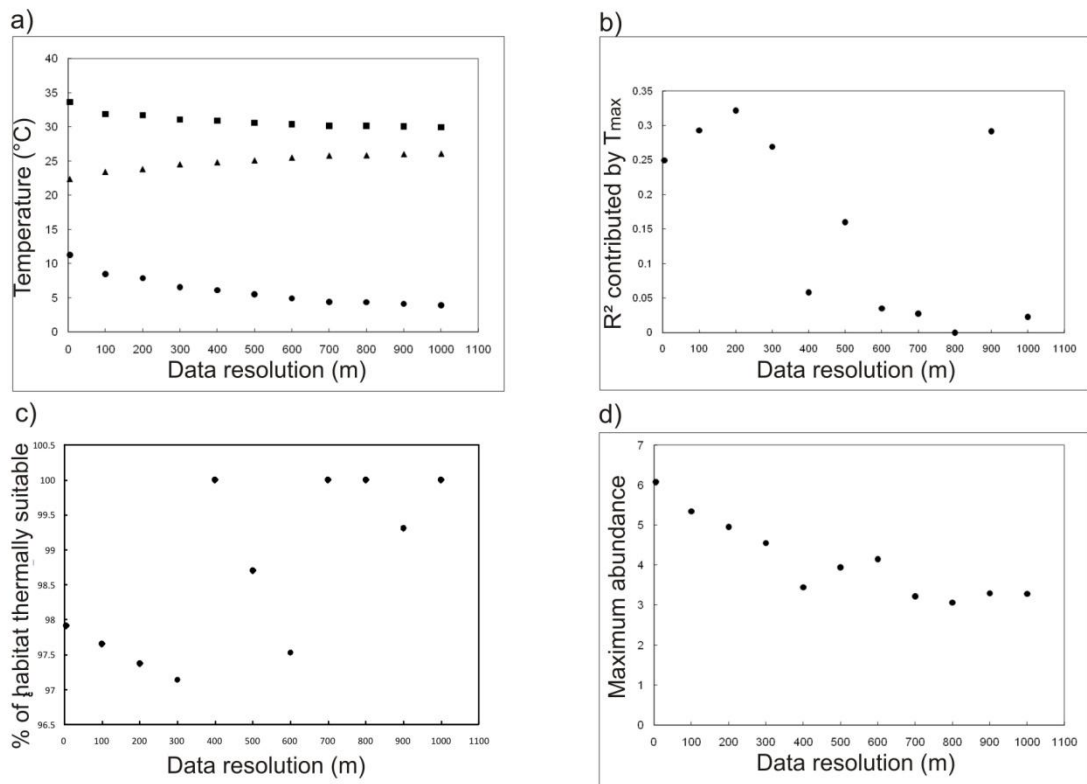 a)
Temperature (°C)
40
35
30
25
20
15
10
5
0
0 100 200 300 400 500 600 700 800 900 1000 1100
Data resolution (m)
b)
R² contributed by Tmax
0.35
0.3
0.25
0.2
0.15
0.1
0.05
0
0 100 200 300 400 500 600 700 800 900 1000 1100
Data resolution (m)
c)
% of habitat thermally suitable
100.5
100
99.5
99
98.5
98
97.5
97
96.5
0 100 200 300 400 500 600 700 800 900 1000 1100
Data resolution (m)
d)
Maximum abundance
7
6
5
4
3
2
1
0
0 100 200 300 400 500 600 700 800 900 1000 1100
Data resolution (m)